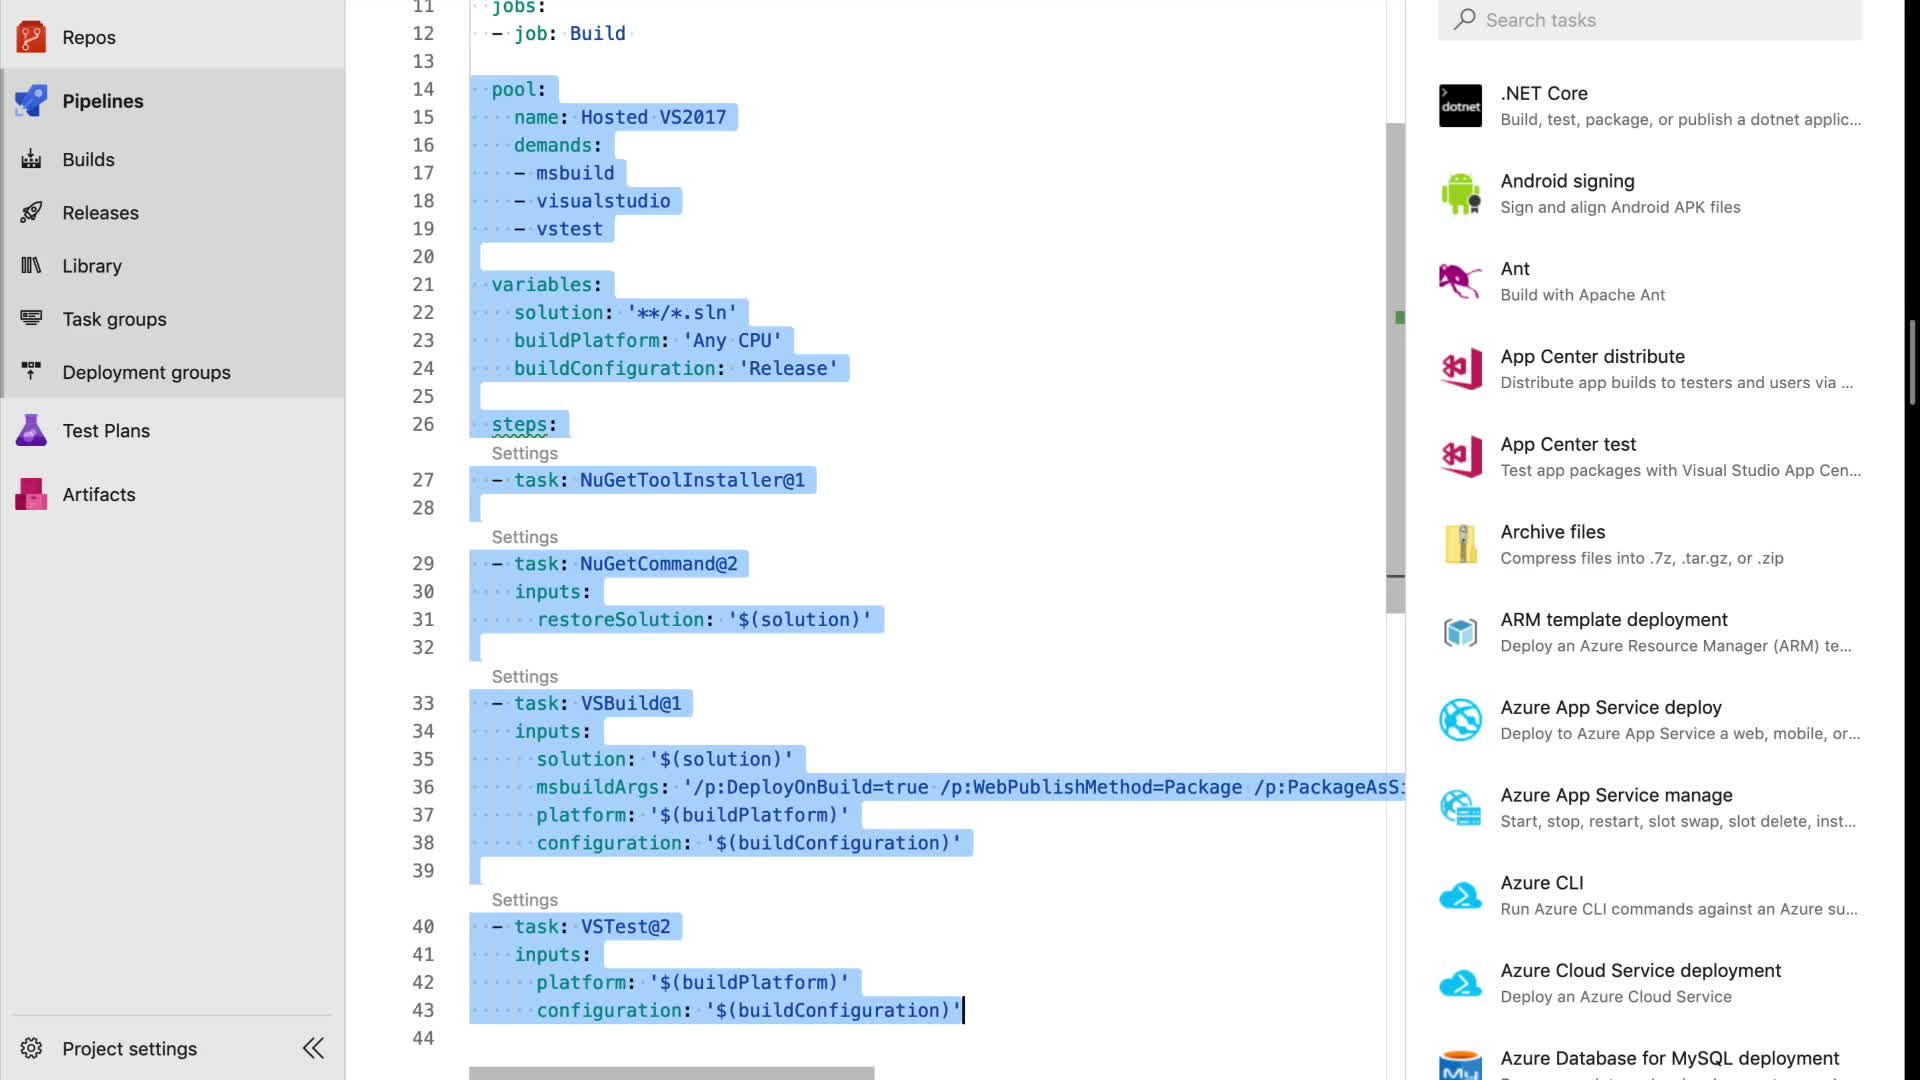 Repos
Pipelines
Builds
Releases
Library
Task groups
Deployment groups
Test Plans
Artifacts
Project settings
11 jobs:
12 - job: Build
13
14 pool:
15 name: Hosted VS2017
16 demands:
17 - msbuild
18 - visualstudio
19 - vstest
20
21 variables:
22 solution: '**/*.sln'
23 buildPlatform: 'Any CPU'
24 buildConfiguration: 'Release'
25
26 steps:
Settings
27 - task: NuGetToolInstaller@1
28
Settings
29 - task: NuGetCommand@2
30 inputs:
31 restoreSolution: '$(solution)'
32
Settings
33 - task: VSBuild@1
34 inputs:
35 solution: '$(solution)'
36 msbuildArgs: '/p:DeployOnBuild=true /p:WebPublishMethod=Package /p:PackageAsSi
37 platform: '$(buildPlatform)'
38 configuration: '$(buildConfiguration)'
39
Settings
40 - task: VSTest@2
41 inputs:
42 platform: '$(buildPlatform)'
43 configuration: '$(buildConfiguration)'
44
Search tasks
dotnet
.NET Core
Build, test, package, or publish a dotnet applic...
Android signing
Sign and align Android APK files
Ant
Build with Apache Ant
App Center distribute
Distribute app builds to testers and users via ...
App Center test
Test app packages with Visual Studio App Cen...
Archive files
Compress files into .7z, .tar.gz, or .zip
ARM template deployment
Deploy an Azure Resource Manager (ARM) te...
Azure App Service deploy
Deploy to Azure App Service a web, mobile, or...
Azure App Service manage
Start, stop, restart, slot swap, slot delete, inst...
Azure CLI
Run Azure CLI commands against an Azure su...
Azure Cloud Service deployment
Deploy an Azure Cloud Service
My
Azure Database for MySQL deployment